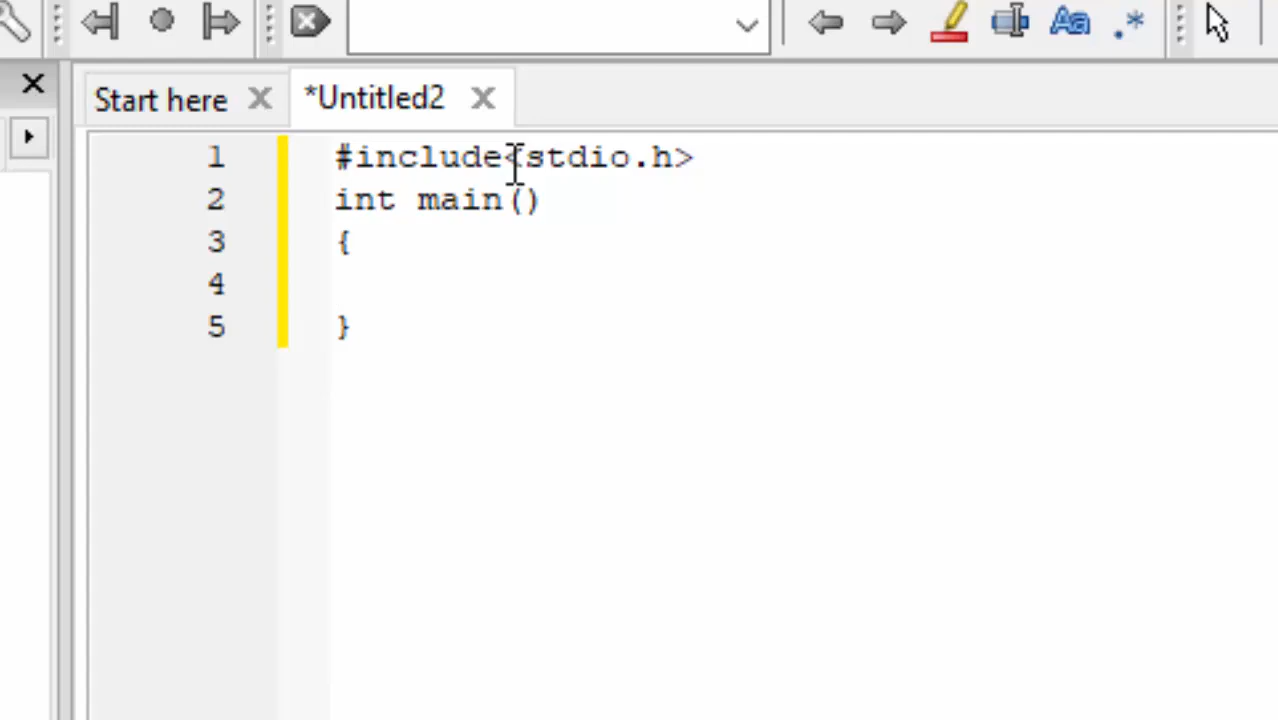 Start here
*Untitled2
1 #include<stdio.h>
2 int main()
3 {
4
5 }